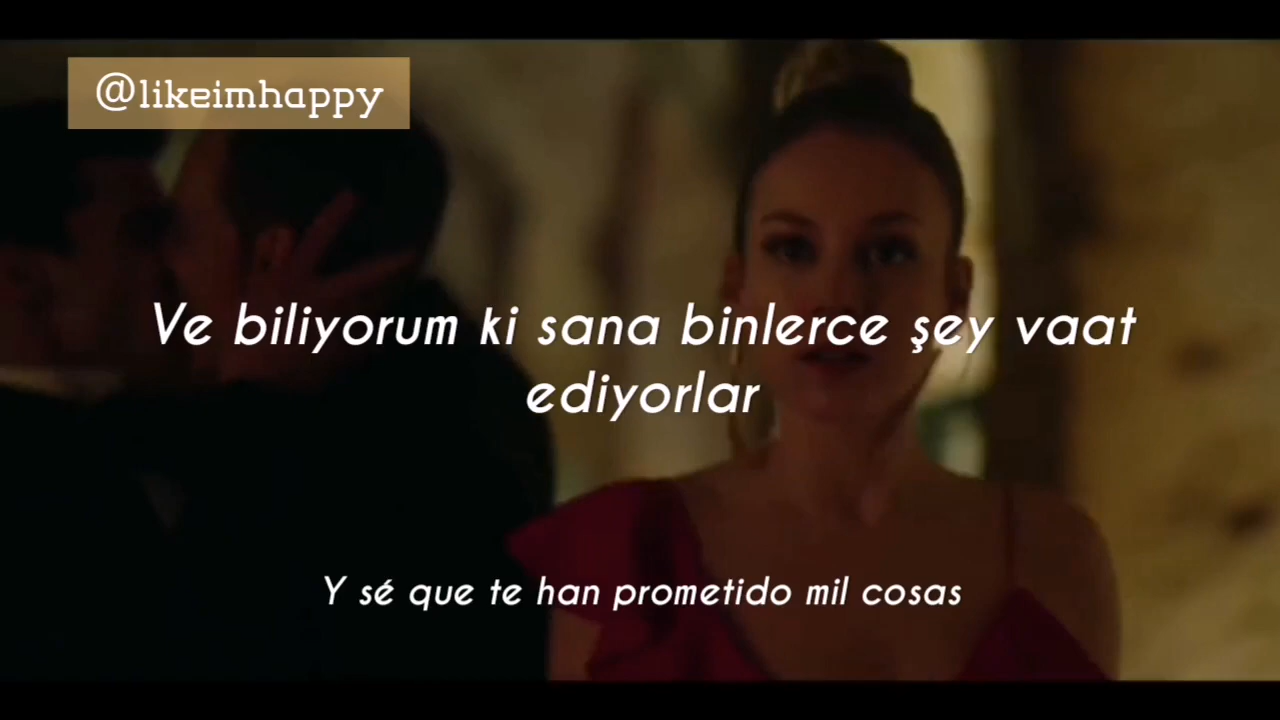 @likeimhappy
Ve biliyorum ki sana binlerce şey vaat
ediyorlar
Y sé que te han prometido mil cosas